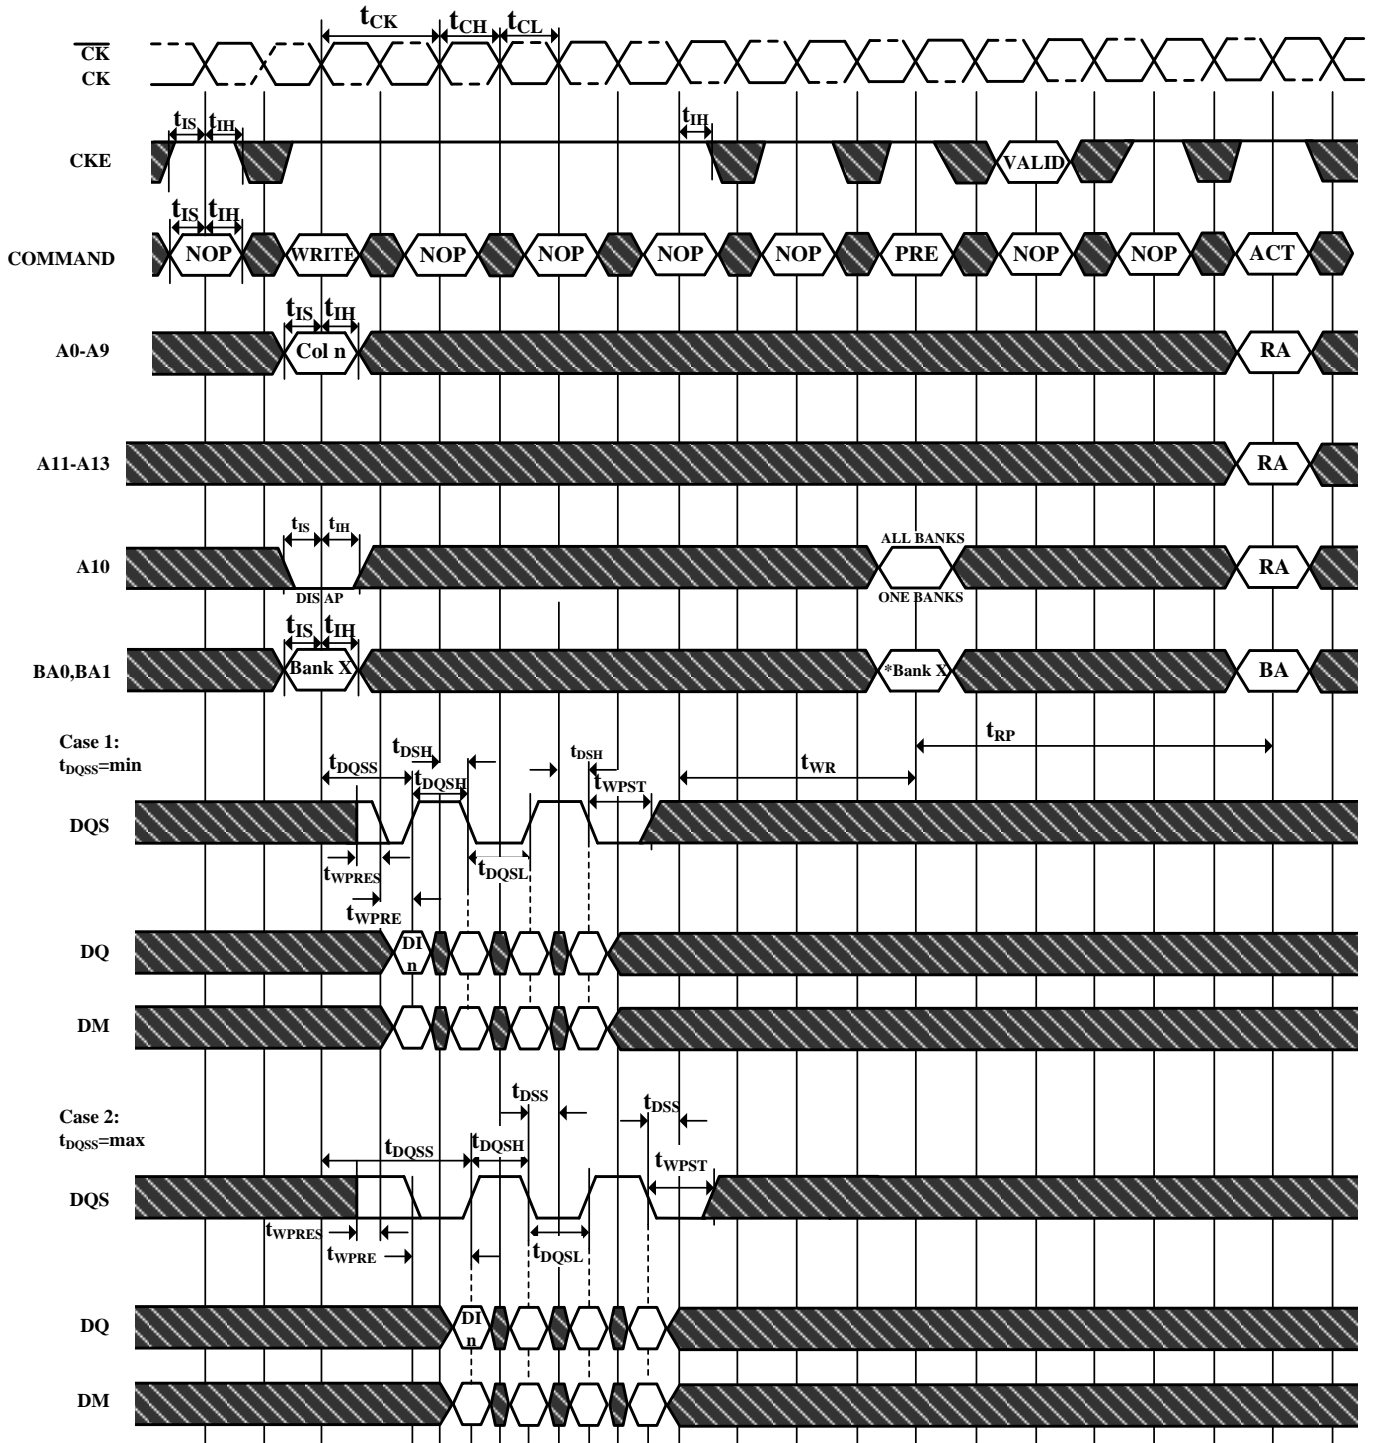 tCK tCH tCL
CK
CK
tIS tIH tIH
CKE VALID
tIS tIH
COMMAND NOP WRITE NOP NOP NOP NOP PRE NOP NOP ACT
tIS tIH
A0-A9 Col n RA
A11-A13 RA
tIS tIH ALL BANKS
A10 RA
DIS AP ONE BANKS
tIS tIH
BA0,BA1 Bank X *Bank X BA
Case 1:
tDQSS=min
tDSH tDSH tRP
tDQSS tDQSH tWPST tWR
DQS
tWPRES tDQSL
tWPRE
DQ DI
n
DM
tDSS tDSS
Case 2:
tDQSS=max
tDQSS tDQSH tWPST
DQS
tWPRES
tWPRE tDQSL
DQ DI
n
DM